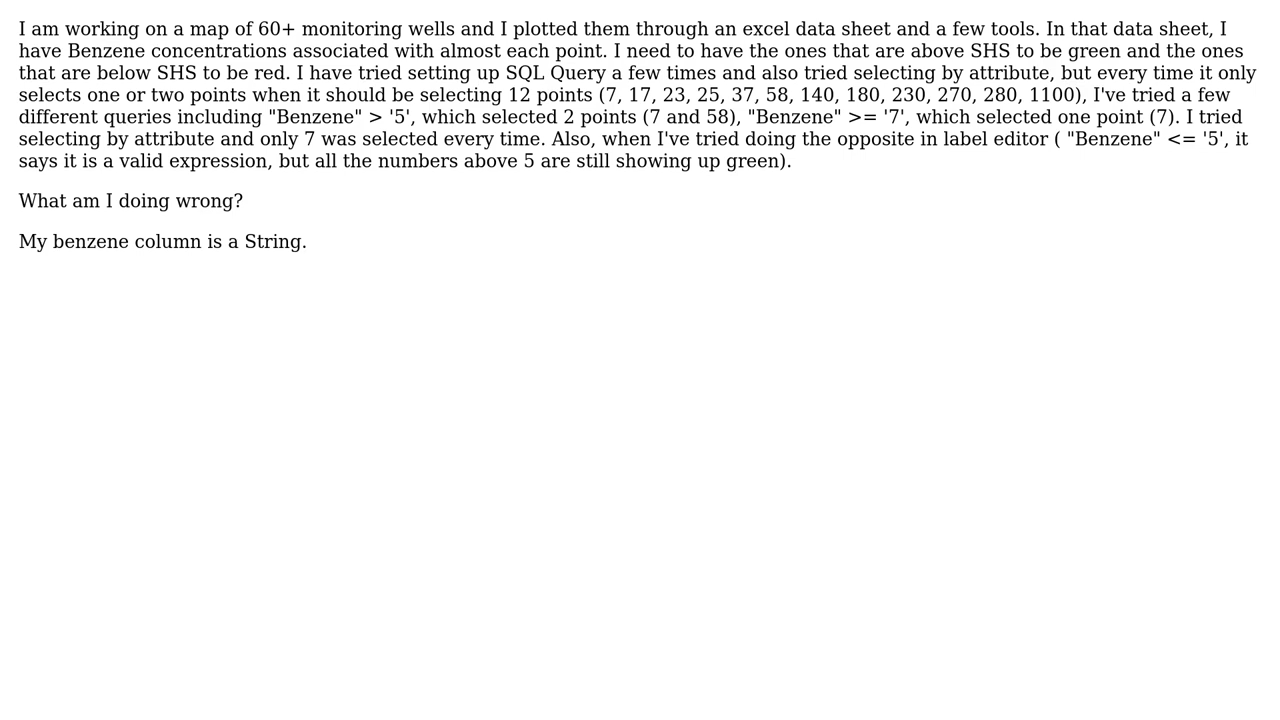 I am working on a map of 60+ monitoring wells and I plotted them through an excel data sheet and a few tools. In that data sheet, I
have Benzene concentrations associated with almost each point. I need to have the ones that are above SHS to be green and the ones
that are below SHS to be red. I have tried setting up SQL Query a few times and also tried selecting by attribute, but every time it only
selects one or two points when it should be selecting 12 points (7, 17, 23, 25, 37, 58, 140, 180, 230, 270, 280, 1100), I've tried a few
different queries including "Benzene" > '5', which selected 2 points (7 and 58), "Benzene" >= '7', which selected one point (7). I tried
selecting by attribute and only 7 was selected every time. Also, when I've tried doing the opposite in label editor ( "Benzene" <= '5', it
says it is a valid expression, but all the numbers above 5 are still showing up green).
What am I doing wrong?
My benzene column is a String.